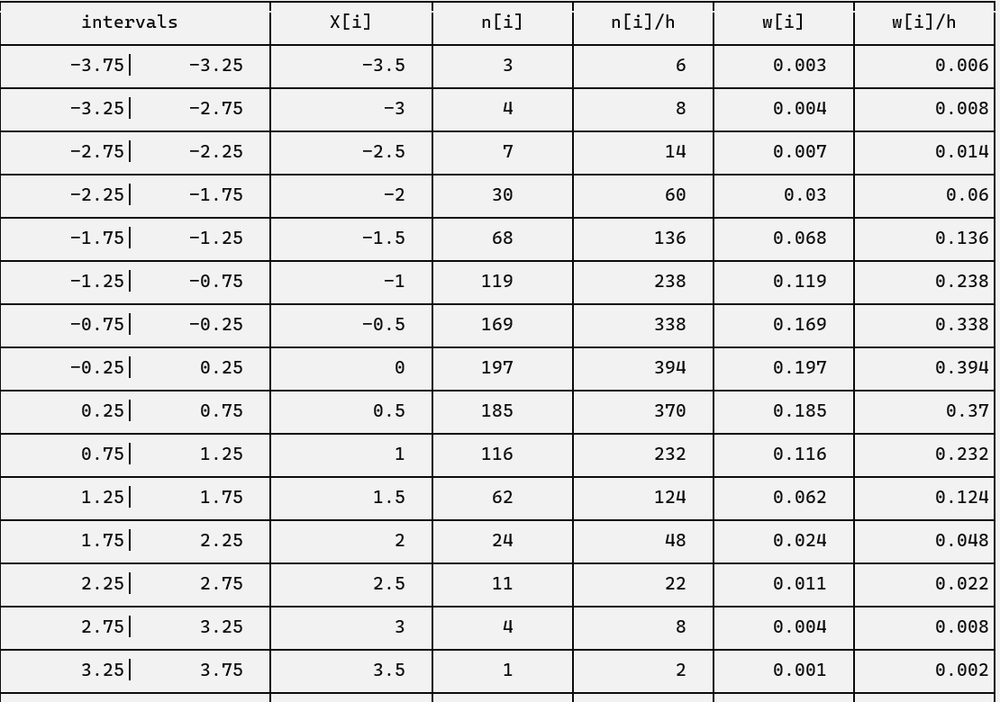 intervals X[i] n[i] n[i]/h w[i] w[i]/h
-3.75| -3.25 -3.5 3 6 0.003 0.006
-3.25| -2.75 -3 4 8 0.004 0.008
-2.75| -2.25 -2.5 7 14 0.007 0.014
-2.25| -1.75 -2 30 60 0.03 0.06
-1.75| -1.25 -1.5 68 136 0.068 0.136
-1.25| -0.75 -1 119 238 0.119 0.238
-0.75| -0.25 -0.5 169 338 0.169 0.338
-0.25| 0.25 0 197 394 0.197 0.394
0.25| 0.75 0.5 185 370 0.185 0.37
0.75| 1.25 1 116 232 0.116 0.232
1.25| 1.75 1.5 62 124 0.062 0.124
1.75| 2.25 2 24 48 0.024 0.048
2.25| 2.75 2.5 11 22 0.011 0.022
2.75| 3.25 3 4 8 0.004 0.008
3.25| 3.75 3.5 1 2 0.001 0.002